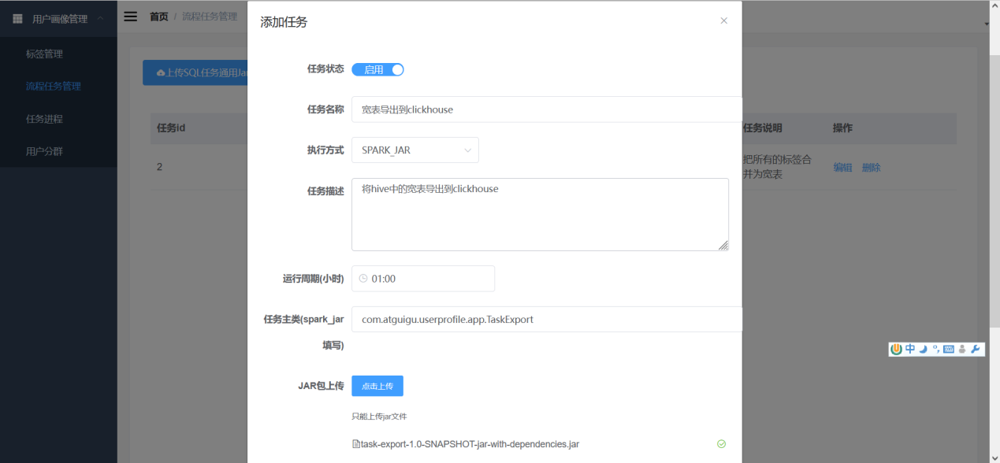 用户画像管理
首页 / 流程任务管理
标签管理
流程任务管理
任务进程
用户分群
上传SQL任务通用Jar
任务id
2
任务说明
操作
把所有的标签合
并为宽表
编辑 删除
添加任务
任务状态 启用
任务名称 宽表导出到clickhouse
执行方式 SPARK_JAR
任务描述 将hive中的宽表导出到clickhouse
运行周期(小时) 01:00
任务主类(spark_jar
填写)
com.atguigu.userprofile.app.TaskExport
JAR包上传 点击上传
只能上传jar文件
task-export-1.0-SNAPSHOT-jar-with-dependencies.jar
中